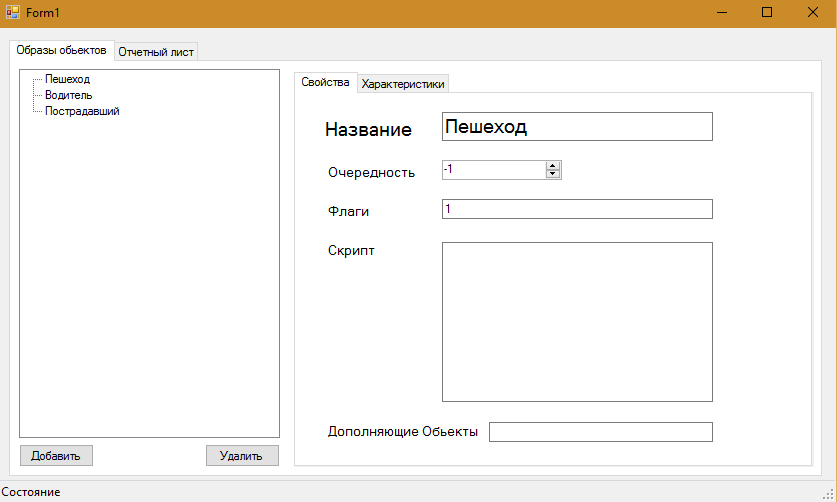 Form1
Образы обьектов
Отчетный лист
Пешеход
Водитель
Пострадавший
Добавить
Удалить
Свойства
Характеристики
Название
Пешеход
Очередность
-1
Флаги
1
Скрипт
Дополняющие Обьекты
Состояние